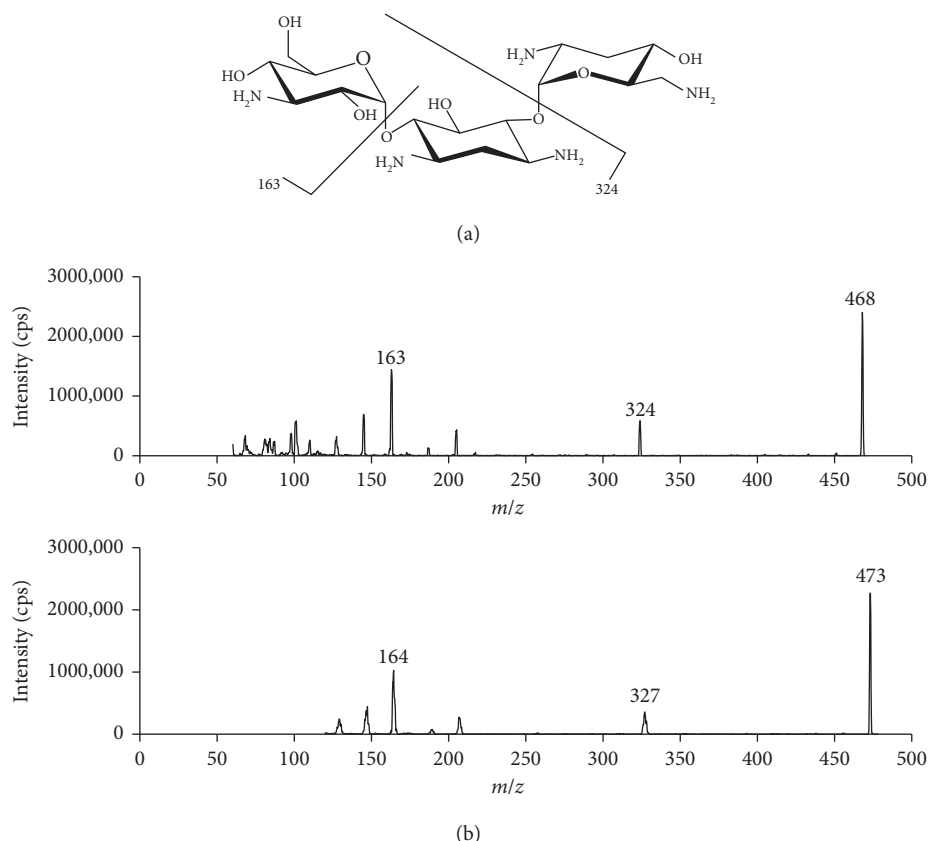 OH
O
HO
H₂N
OH
O
HO
H₂N
NH₂
O
H₂N
O
OH
NH₂
163
324
(a)
3000,000
2000,000
1000,000
0
Intensity (cps)
163
324
468
0 50 100 150 200 250 300 350 400 450 500
m/z
3000,000
2000,000
1000,000
0
Intensity (cps)
164
327
473
0 50 100 150 200 250 300 350 400 450 500
m/z
(b)